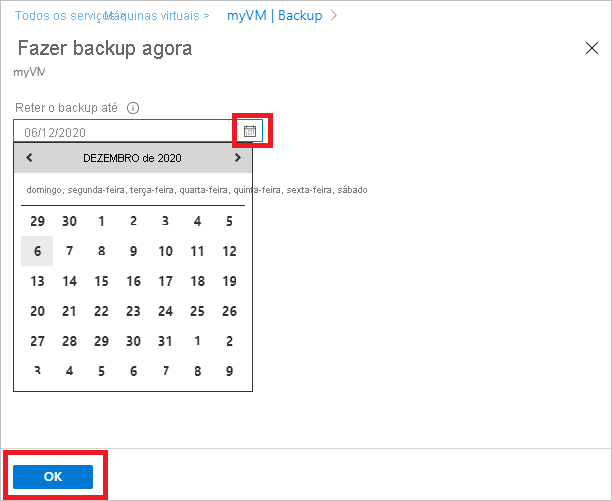 Todos os serviços > Máquinas virtuais > myVM | Backup >
Fazer backup agora
myVM
Reter o backup até
06/12/2020
DEZEMBRO de 2020
domingo, segunda-feira, terça-feira, quarta-feira, quinta-feira, sexta-feira, sábado
29 30 1 2 3 4 5
6 7 8 9 10 11 12
13 14 15 16 17 18 19
20 21 22 23 24 25 26
27 28 29 30 31 1 2
3 4 5 6 7 8 9
OK